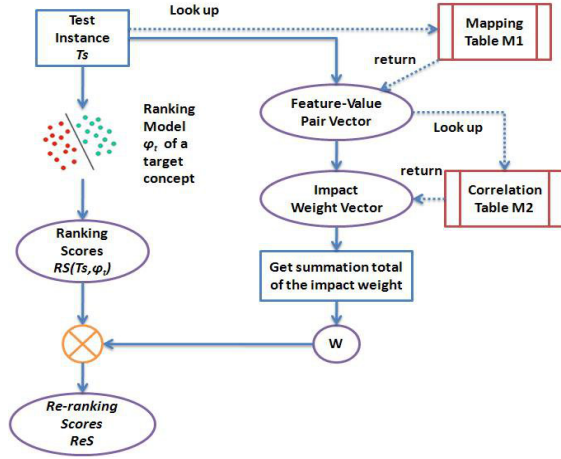 Test
Instance
Ts
Look up
Mapping
Table M1
return
Ranking
Model
φt of a
target
concept
Feature-Value
Pair Vector
Look up
return
Impact
Weight Vector
Correlation
Table M2
Ranking
Scores
RS(Ts,φt)
Get summation total
of the impact weight
W
Re-ranking
Scores
ReS